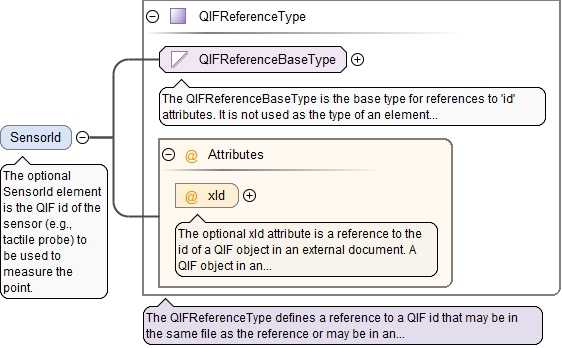 QIFReferenceType
QIFReferenceBaseType
The QIFReferenceBaseType is the base type for references to 'id'
attributes. It is not used as the type of an element...
SensorId
The optional
SensorId element
is the QIF id of the
sensor (e.g.,
tactile probe) to
be used to
measure the
point.
@ Attributes
@ xId
The optional xId attribute is a reference to the
id of a QIF object in an external document. A
QIF object in an...
The QIFReferenceType defines a reference to a QIF id that may be in
the same file as the reference or may be in an...